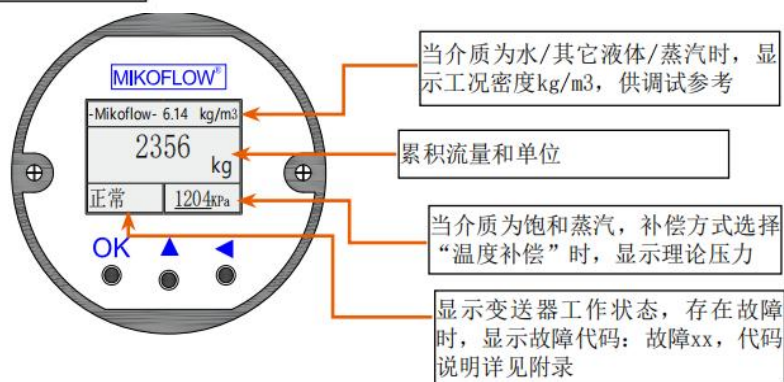 MIKOFLOW®
-Mikoflow- 6.14 kg/m3
2356
kg
正常
1204KPa
OK
当介质为水/其它液体/蒸汽时，显
示工况密度kg/m3，供调试参考
累积流量和单位
当介质为饱和蒸汽，补偿方式选择
“温度补偿”时，显示理论压力
显示变送器工作状态，存在故障
时，显示故障代码：故障xx，代码
说明详见附录